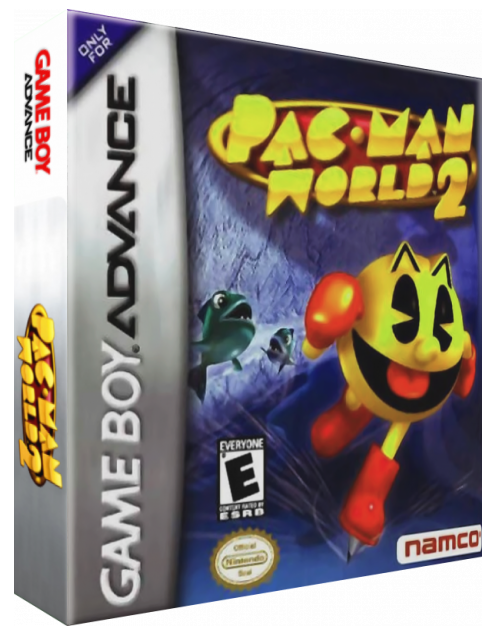 GAME BOY
ADVANCE
PAC-MAN
WORLD 2
ONLY
FOR
GAME BOY ADVANCE
PAC-MAN
WORLD 2
EVERYONE
E
CONTENT RATED BY
ESRB
Official
Nintendo
Seal
namco